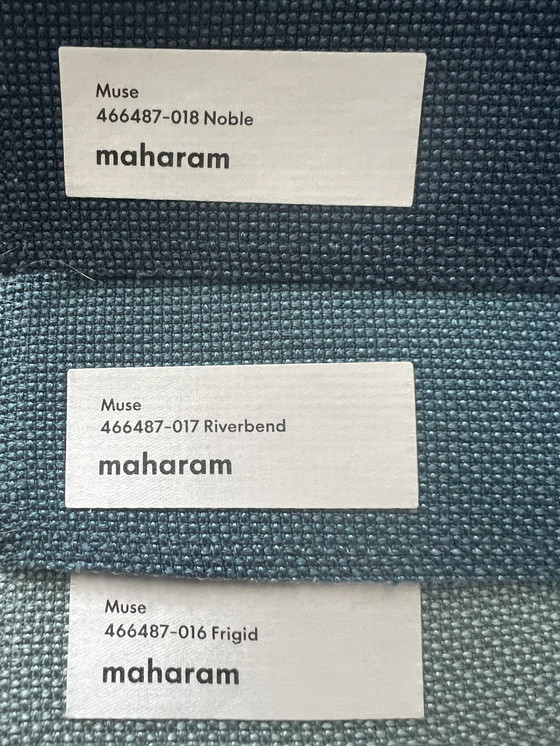 Muse
466487-018 Noble
maharam
Muse
466487-017 Riverbend
maharam
Muse
466487-016 Frigid
maharam